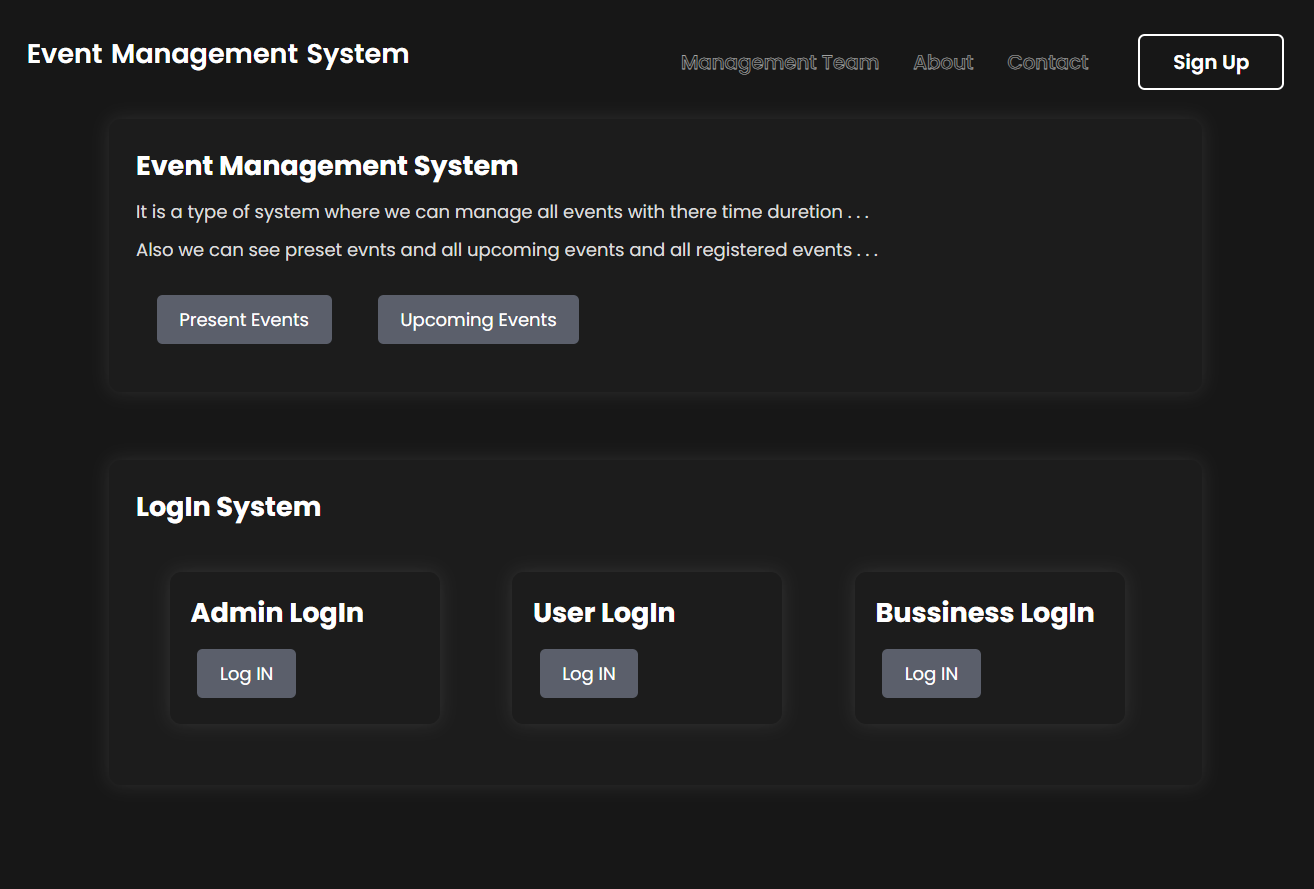 Event Management System
Management Team
About
Contact
Sign Up
Event Management System
It is a type of system where we can manage all events with there time duretion . . .
Also we can see preset evnts and all upcoming events and all registered events . . .
Present Events
Upcoming Events
LogIn System
Admin LogIn
Log IN
User LogIn
Log IN
Bussiness LogIn
Log IN